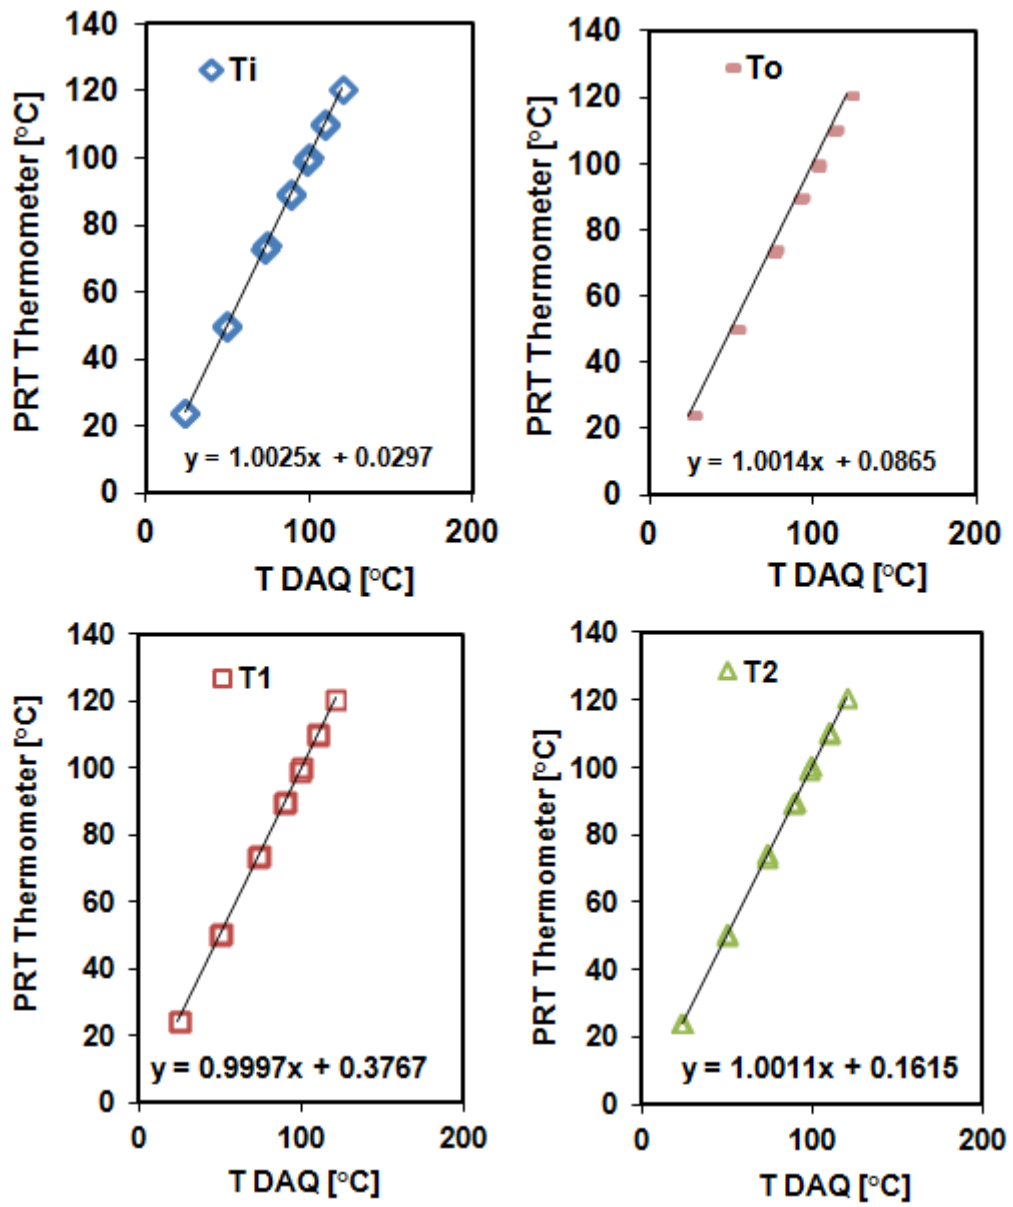 140
120
100
80
60
40
20
0
PRT Thermometer [°C]
Ti
y = 1.0025x + 0.0297
0 100 200
T DAQ [°C]
140
120
100
80
60
40
20
0
PRT Thermometer [°C]
To
y = 1.0014x + 0.0865
0 100 200
T DAQ [°C]
140
120
100
80
60
40
20
0
PRT Thermometer [°C]
T1
y = 0.9997x + 0.3767
0 100 200
T DAQ [°C]
140
120
100
80
60
40
20
0
PRT Thermometer [°C]
T2
y = 1.0011x + 0.1615
0 100 200
T DAQ [°C]